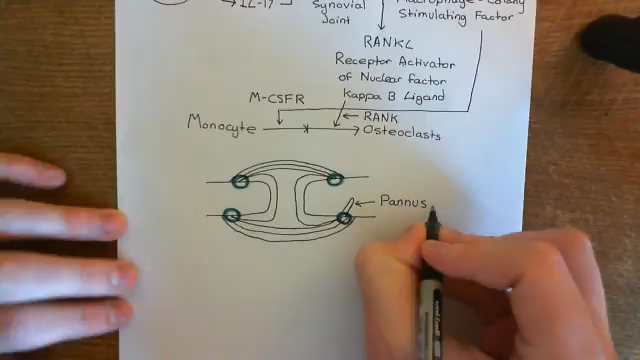 IL-17
Synovial
Joint
Macrophage - Colony
Stimulating Factor
RANKL
Receptor Activator
of Nuclear factor
Kappa B Ligand
M-CSFR
RANK
Monocyte
Osteoclasts
Pannus